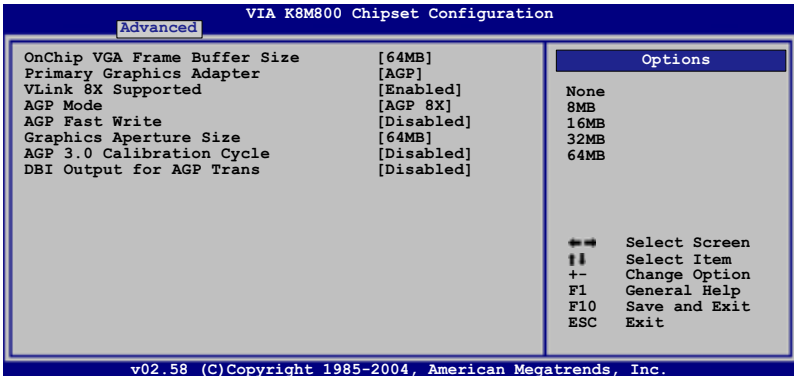 VIA K8M800 Chipset Configuratio
Advanced
OnChip VGA Frame Buffer Size [64MB]
Primary Graphics Adapter [AGP]
VLink 8X Supported [Enabled]
AGP Mode [AGP 8X]
AGP Fast Write [Disabled]
Graphics Aperture Size [64MB]
AGP 3.0 Calibration Cycle [Disabled]
DBI Output for AGP Trans [Disabled]
Options
None
8MB
16MB
32MB
64MB
←→ Select Screen
↑↓ Select Item
+- Change Option
F1 General Help
F10 Save and Exit
ESC Exit
v02.58 (C)Copyright 1985-2004, American Megatrends, Inc.